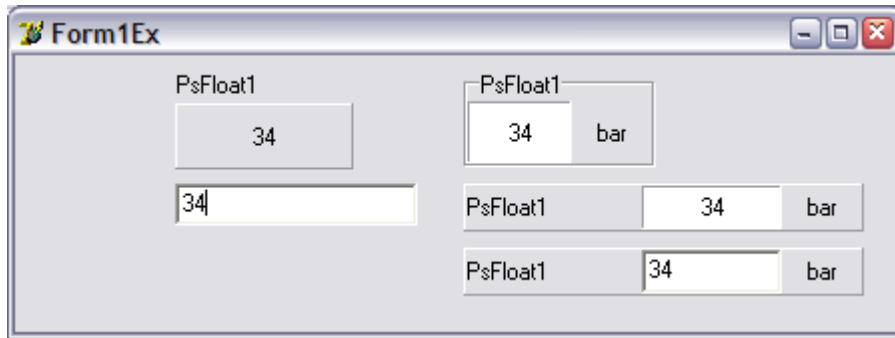 Form1Ex
PsFloat1
34
34
PsFloat1
34 bar
PsFloat1 34 bar
PsFloat1 34 bar